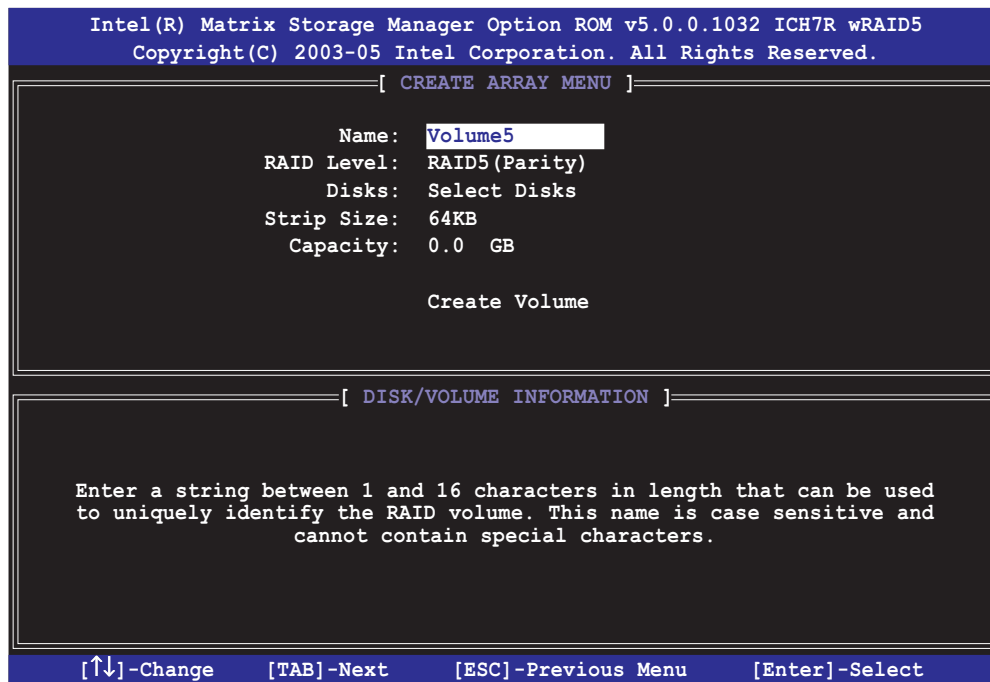 Intel(R) Matrix Storage Manager Option ROM v5.0.0.1032 ICH7R wRAID5
Copyright(C) 2003-05 Intel Corporation. All Rights Reserved.
[ CREATE ARRAY MENU ]
Name: Volume5
RAID Level: RAID5(Parity)
Disks: Select Disks
Strip Size: 64KB
Capacity: 0.0 GB
Create Volume
[ DISK/VOLUME INFORMATION ]
Enter a string between 1 and 16 characters in length that can be used
to uniquely identify the RAID volume. This name is case sensitive and
cannot contain special characters.
[↑↓]-Change [TAB]-Next [ESC]-Previous Menu [Enter]-Select